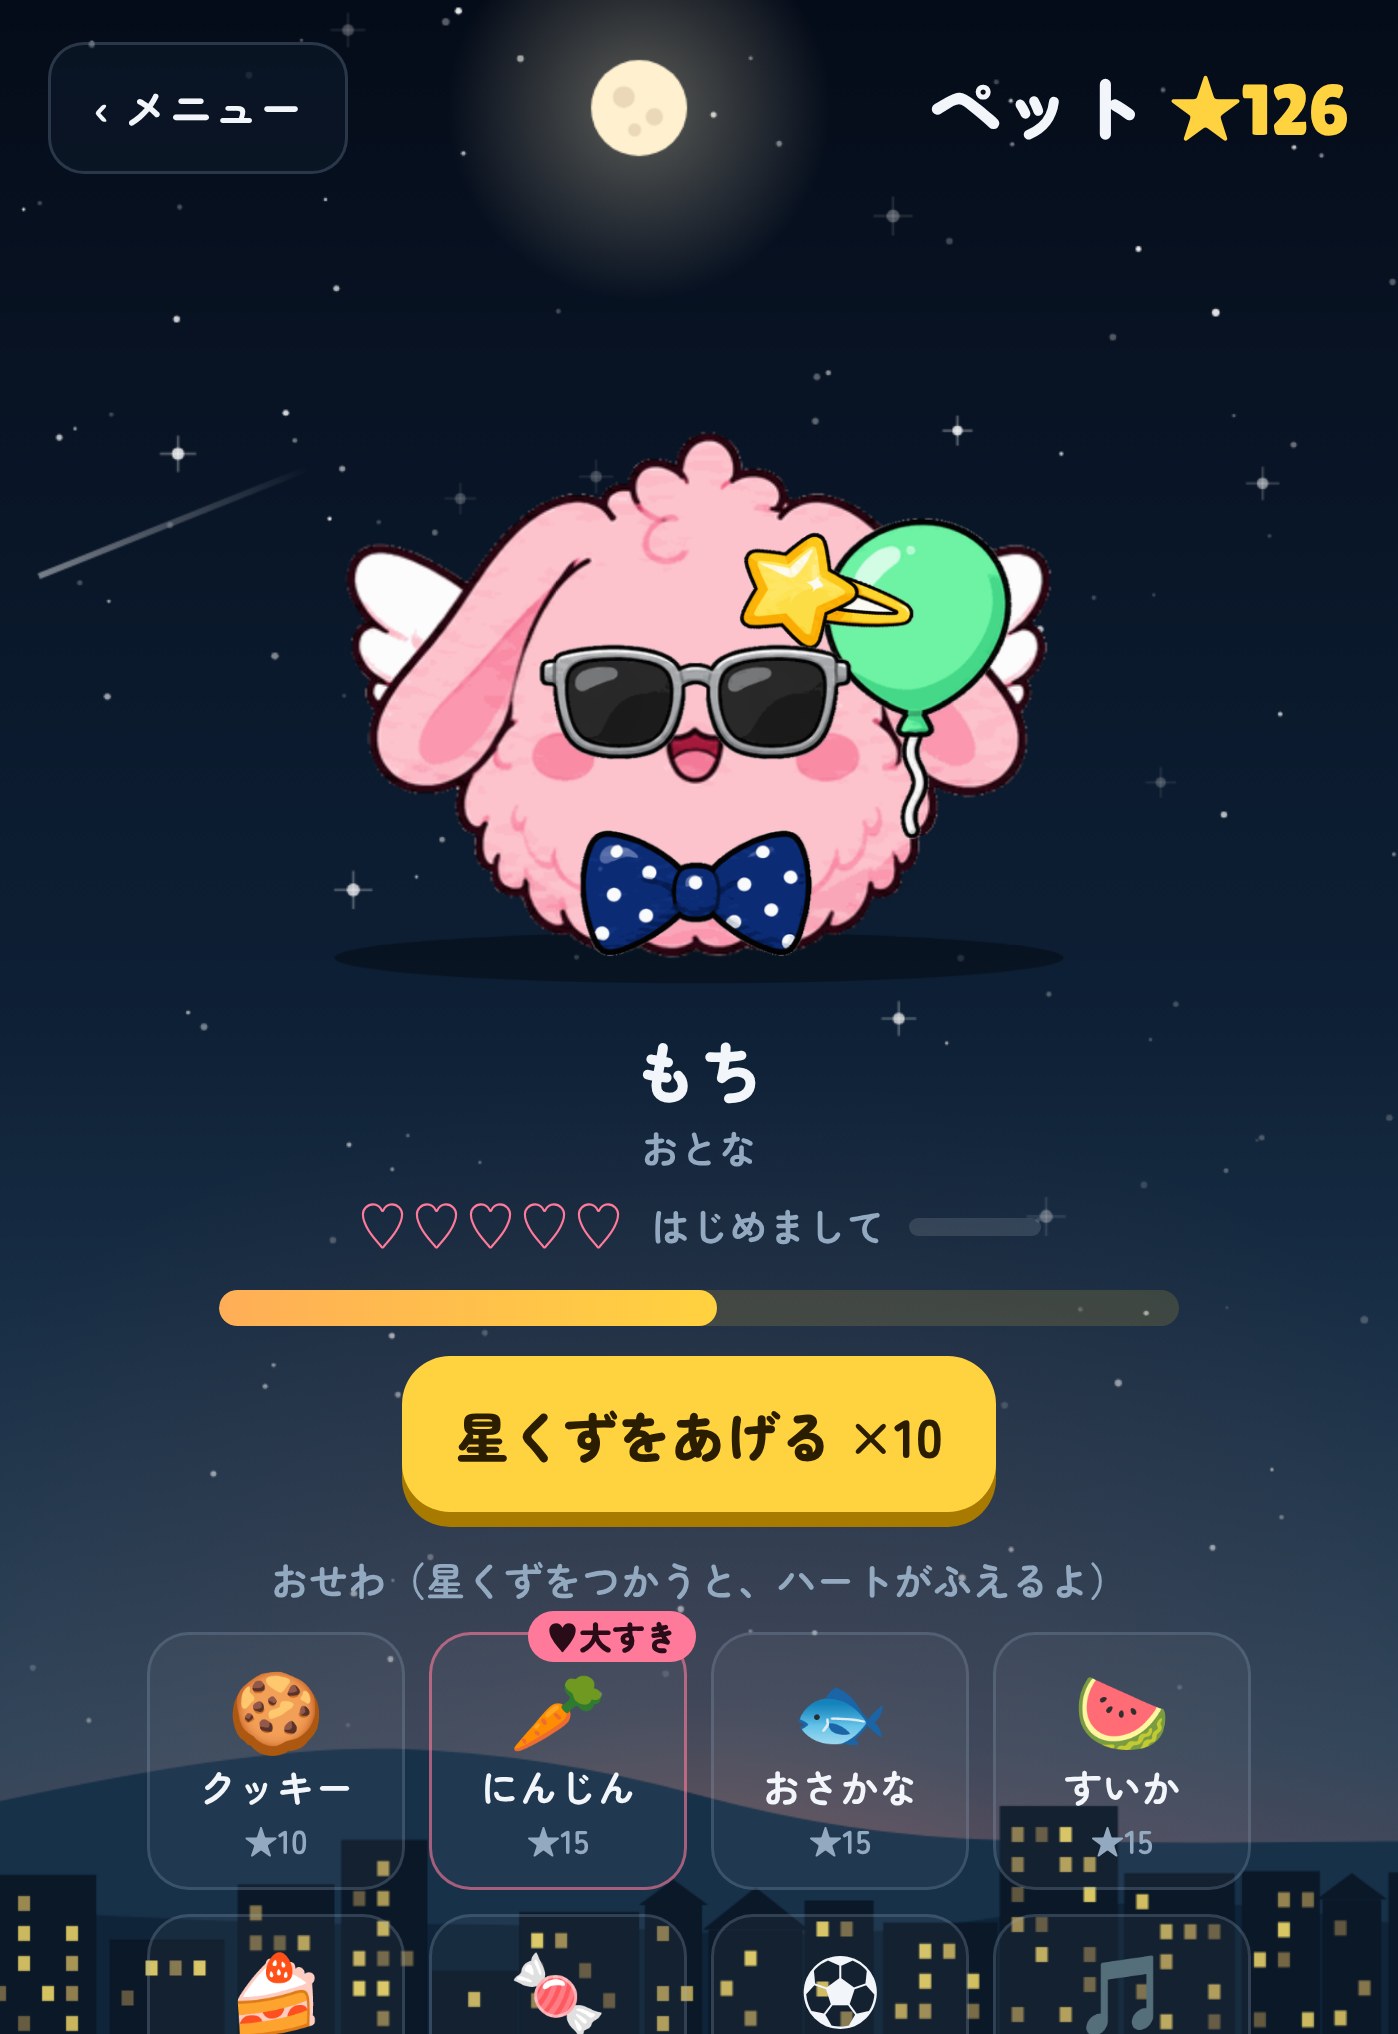 ‹ メニュー
ペット ★126
もち
おとな
♡♡♡♡♡ はじめまして
星くずをあげる ×10
おせわ（星くずをつかうと、ハートがふえるよ）
♥大すき
クッキー
★10
にんじん
★15
おさかな
★15
すいか
★15